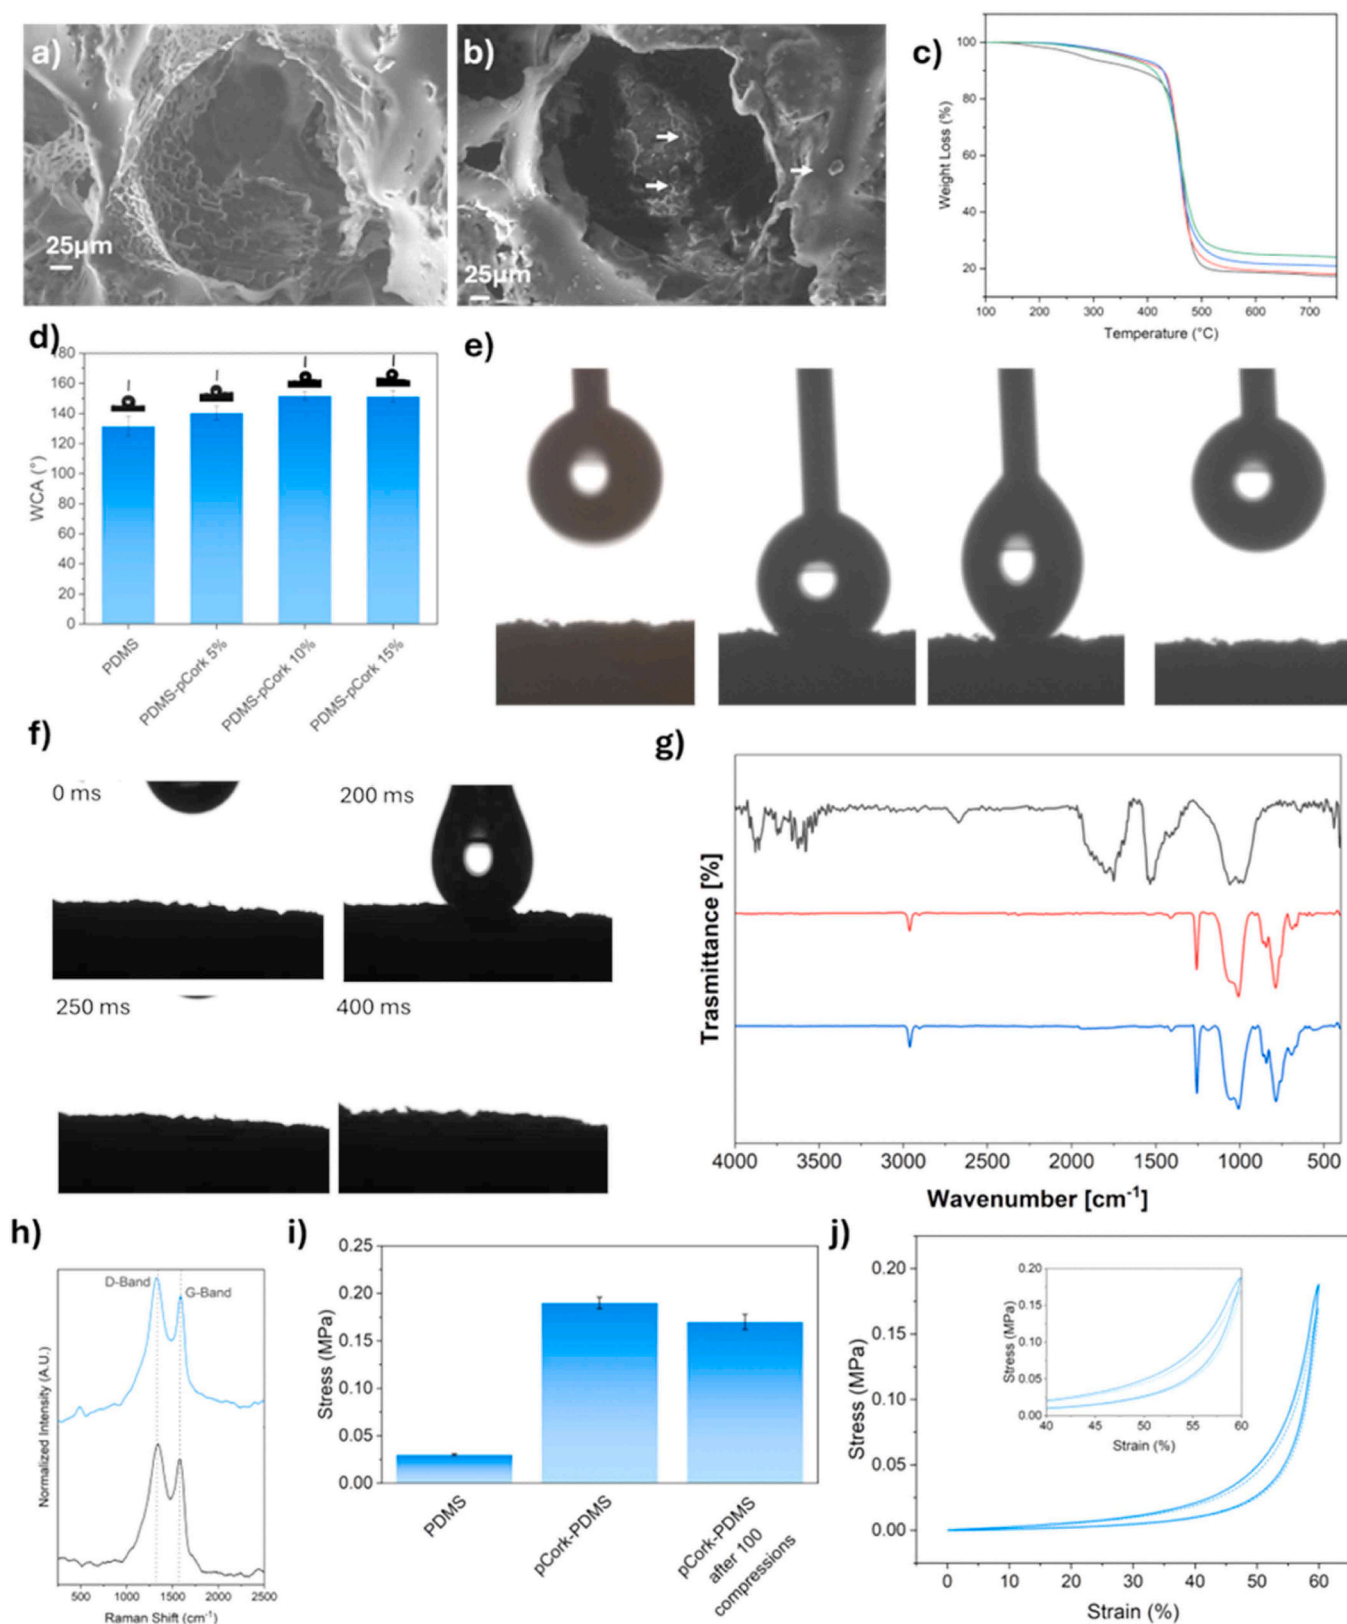 a)
25µm
b)
25µm
c)
Weight Loss (%)
100
80
60
40
20
100 200 300 400 500 600 700
Temperature (°C)
d)
WCA (°)
180
160
140
120
100
80
60
40
20
0
PDMS
PDMS-pCork 5%
PDMS-pCork 10%
PDMS-pCork 15%
e)
f)
0 ms
200 ms
250 ms
400 ms
g)
Trasmittance [%]
4000 3500 3000 2500 2000 1500 1000 500
Wavenumber [cm⁻¹]
h)
D-Band
G-Band
Normalized Intensity (A.U.)
500 1000 1500 2000 2500
Raman Shift (cm⁻¹)
i)
Stress (MPa)
0.25
0.20
0.15
0.10
0.05
0.00
PDMS
pCork-PDMS
pCork-PDMS
after 100
compressions
j)
Stress (MPa)
0.20
0.15
0.10
0.05
0.00
0 10 20 30 40 50 60
Strain (%)
Stress (MPa)
0.20
0.15
0.10
0.05
0.00
40 45 50 55 60
Strain (%)